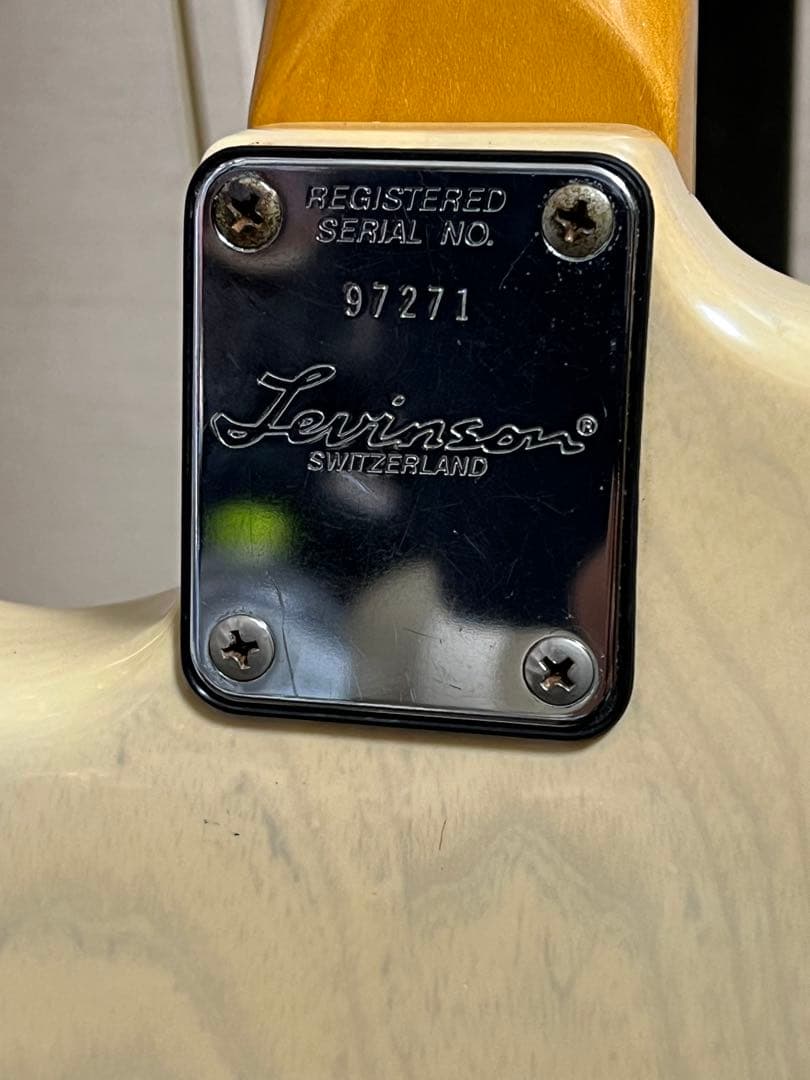 REGISTERED
SERIAL NO.
97271
Levinson®
SWITZERLAND